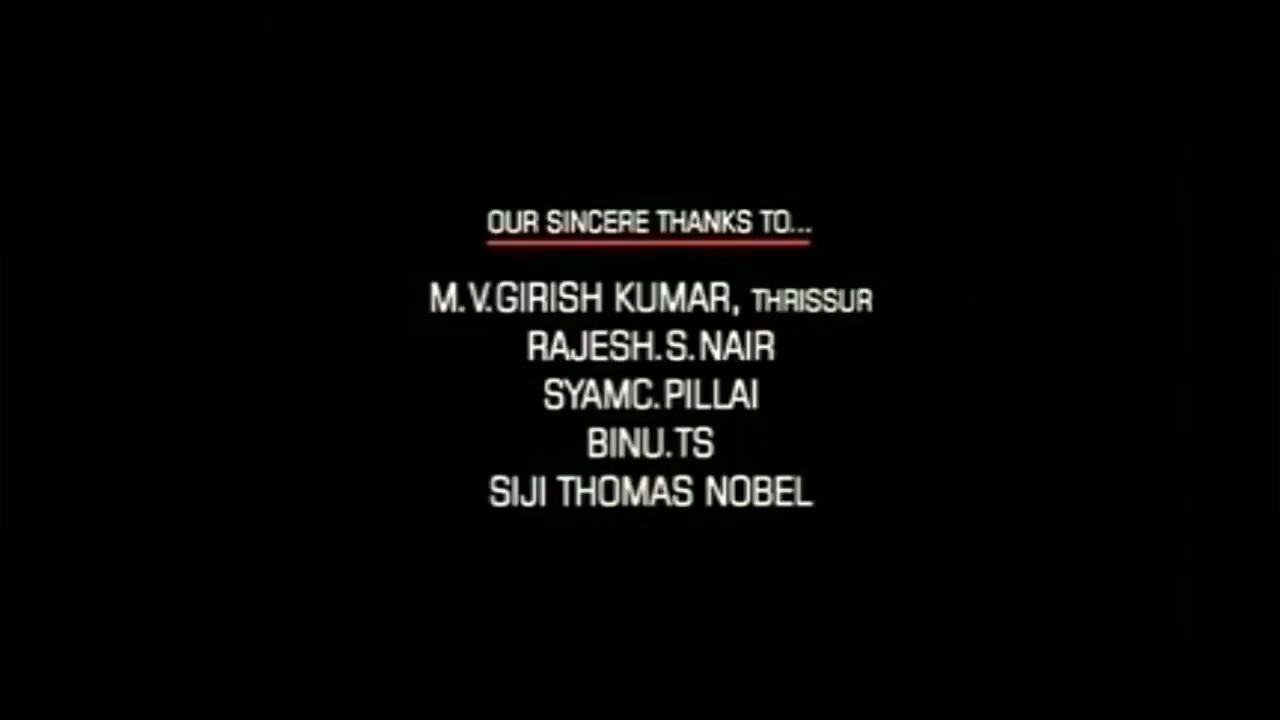 OUR SINCERE THANKS TO...
M.V.GIRISH KUMAR, THRISSUR
RAJESH.S.NAIR
SYAMC.PILLAI
BINU.TS
SIJI THOMAS NOBEL